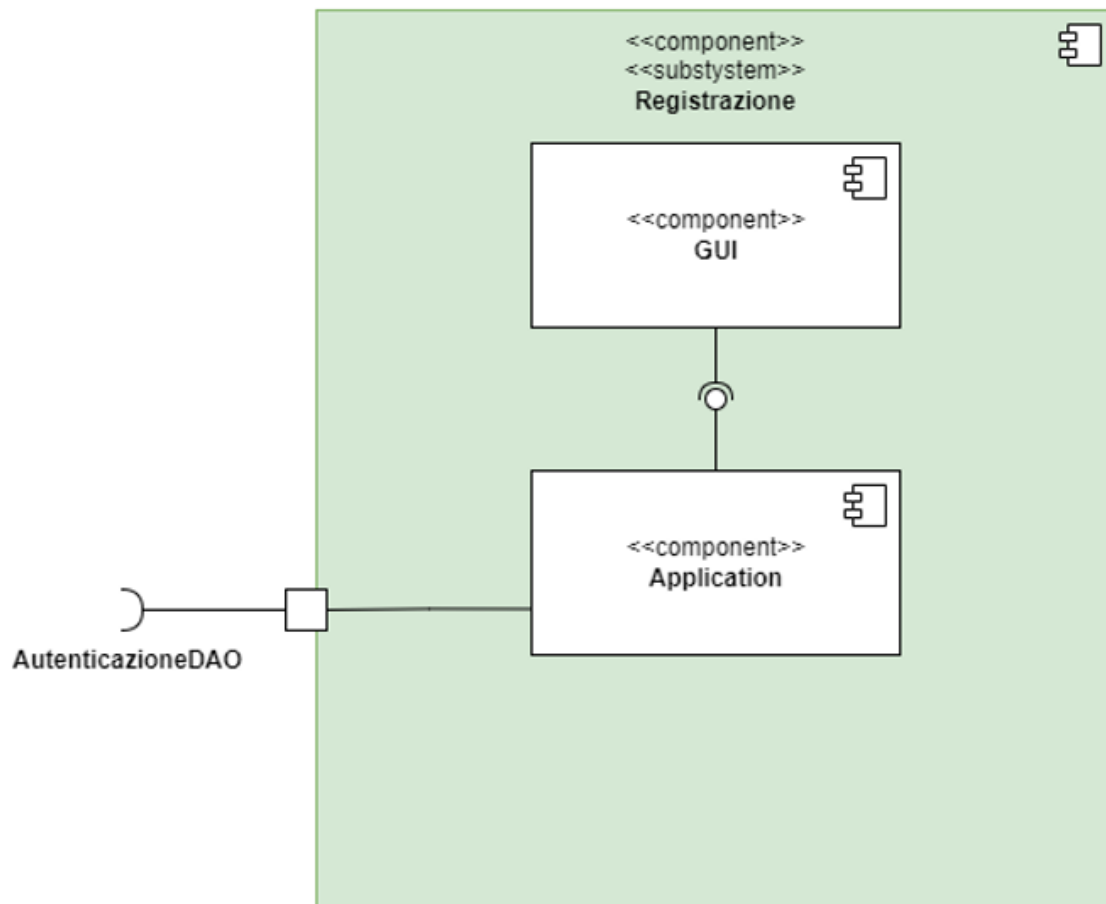 <<component>>
<<substystem>>
Registrazione
<<component>>
GUI
<<component>>
Application
AutenticazioneDAO